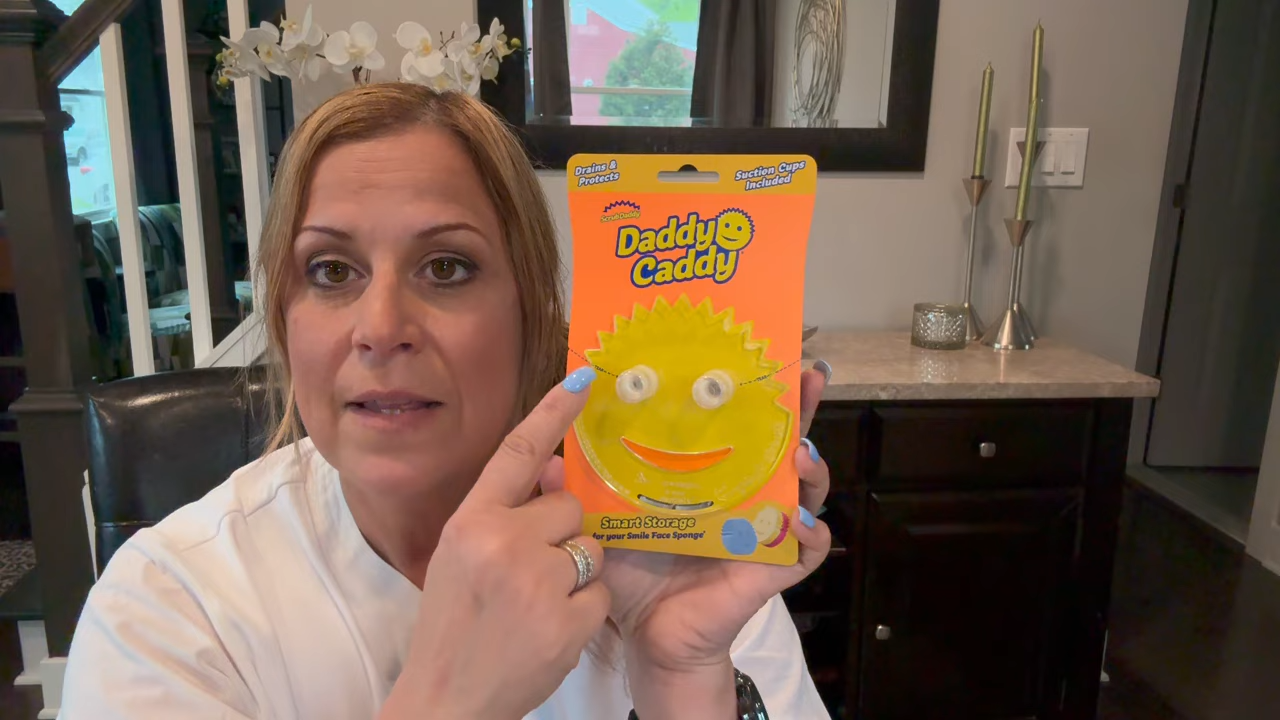 Drains &
Protects
Suction Cups
Included
Scrub Daddy
Daddy
Caddy
Smart Storage
for your Smile Face Sponge